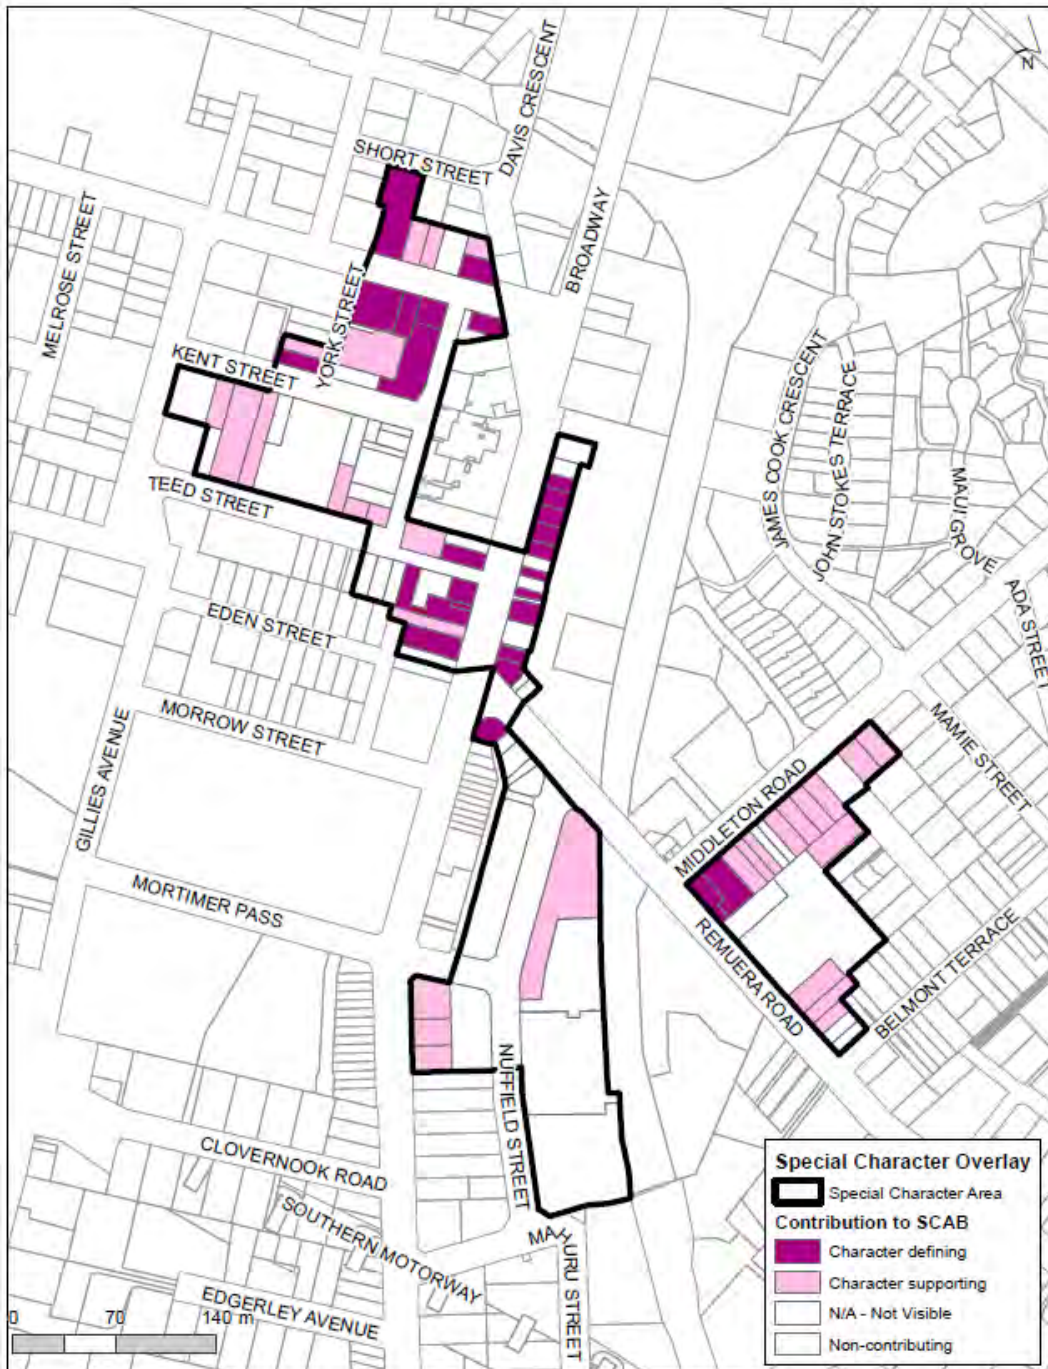 N
DAVIS CRESCENT
SHORT STREET
BROADWAY
MELROSE STREET
YORK STREET
KENT STREET
JAMES COOK CRESCENT
JOHN STOKES TERRACE
MAUI GROVE
TEED STREET
ADA STREET
EDEN STREET
MORROW STREET
MAMIE STREET
GILLIES AVENUE
MIDDLETON ROAD
MORTIMER PASS
REMUERA ROAD
BELMONT TERRACE
NUFFIELD STREET
CLOVERNOOK ROAD
SOUTHERN MOTORWAY
MAHURU STREET
EDGERLEY AVENUE
0 70 140 m
Special Character Overlay
Special Character Area
Contribution to SCAB
Character defining
Character supporting
N/A - Not Visible
Non-contributing